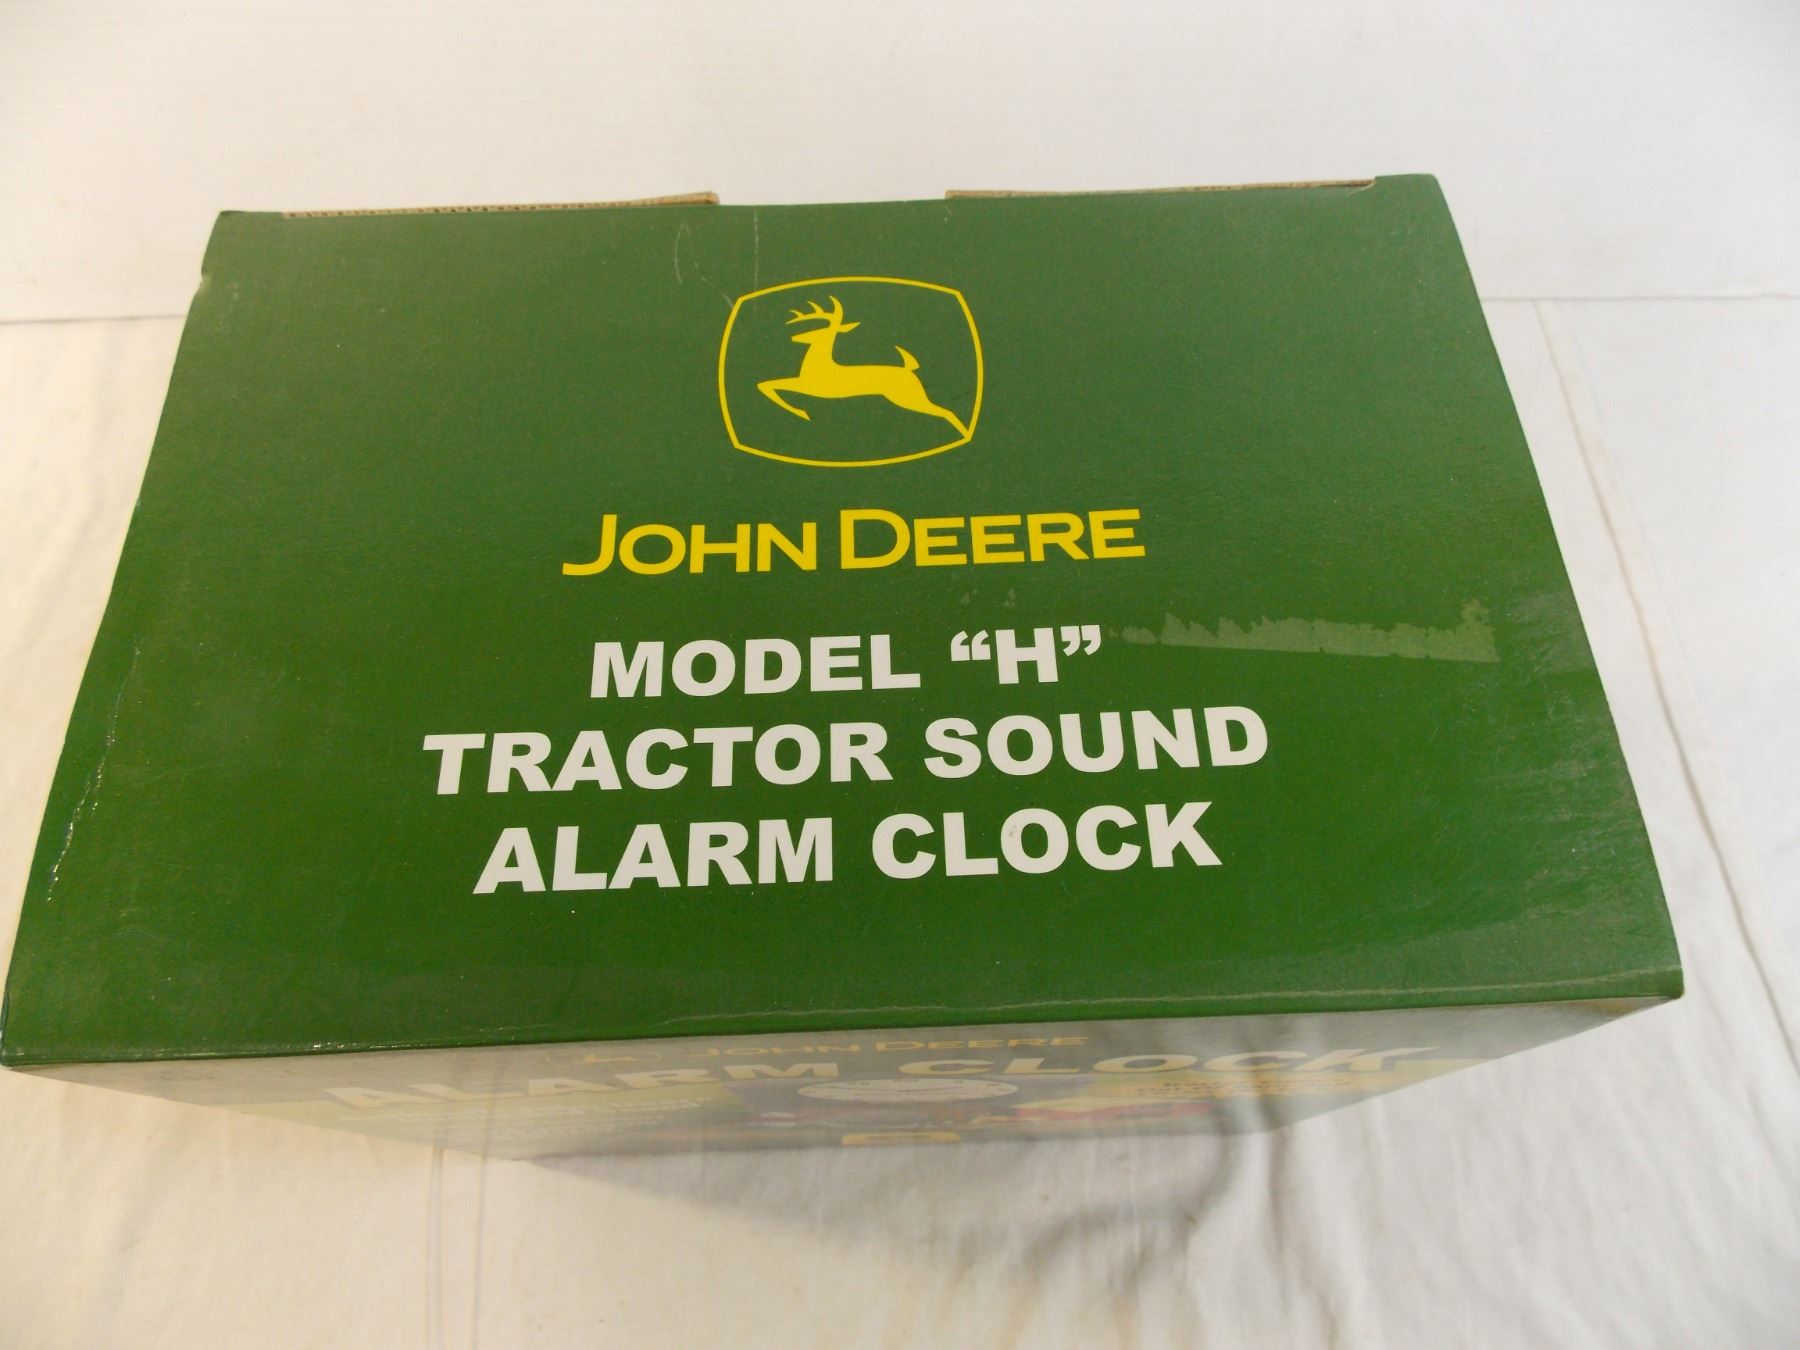 JOHN DEERE
MODEL “H”
TRACTOR SOUND
ALARM CLOCK
JOHN DEERE
ALARM CLOCK